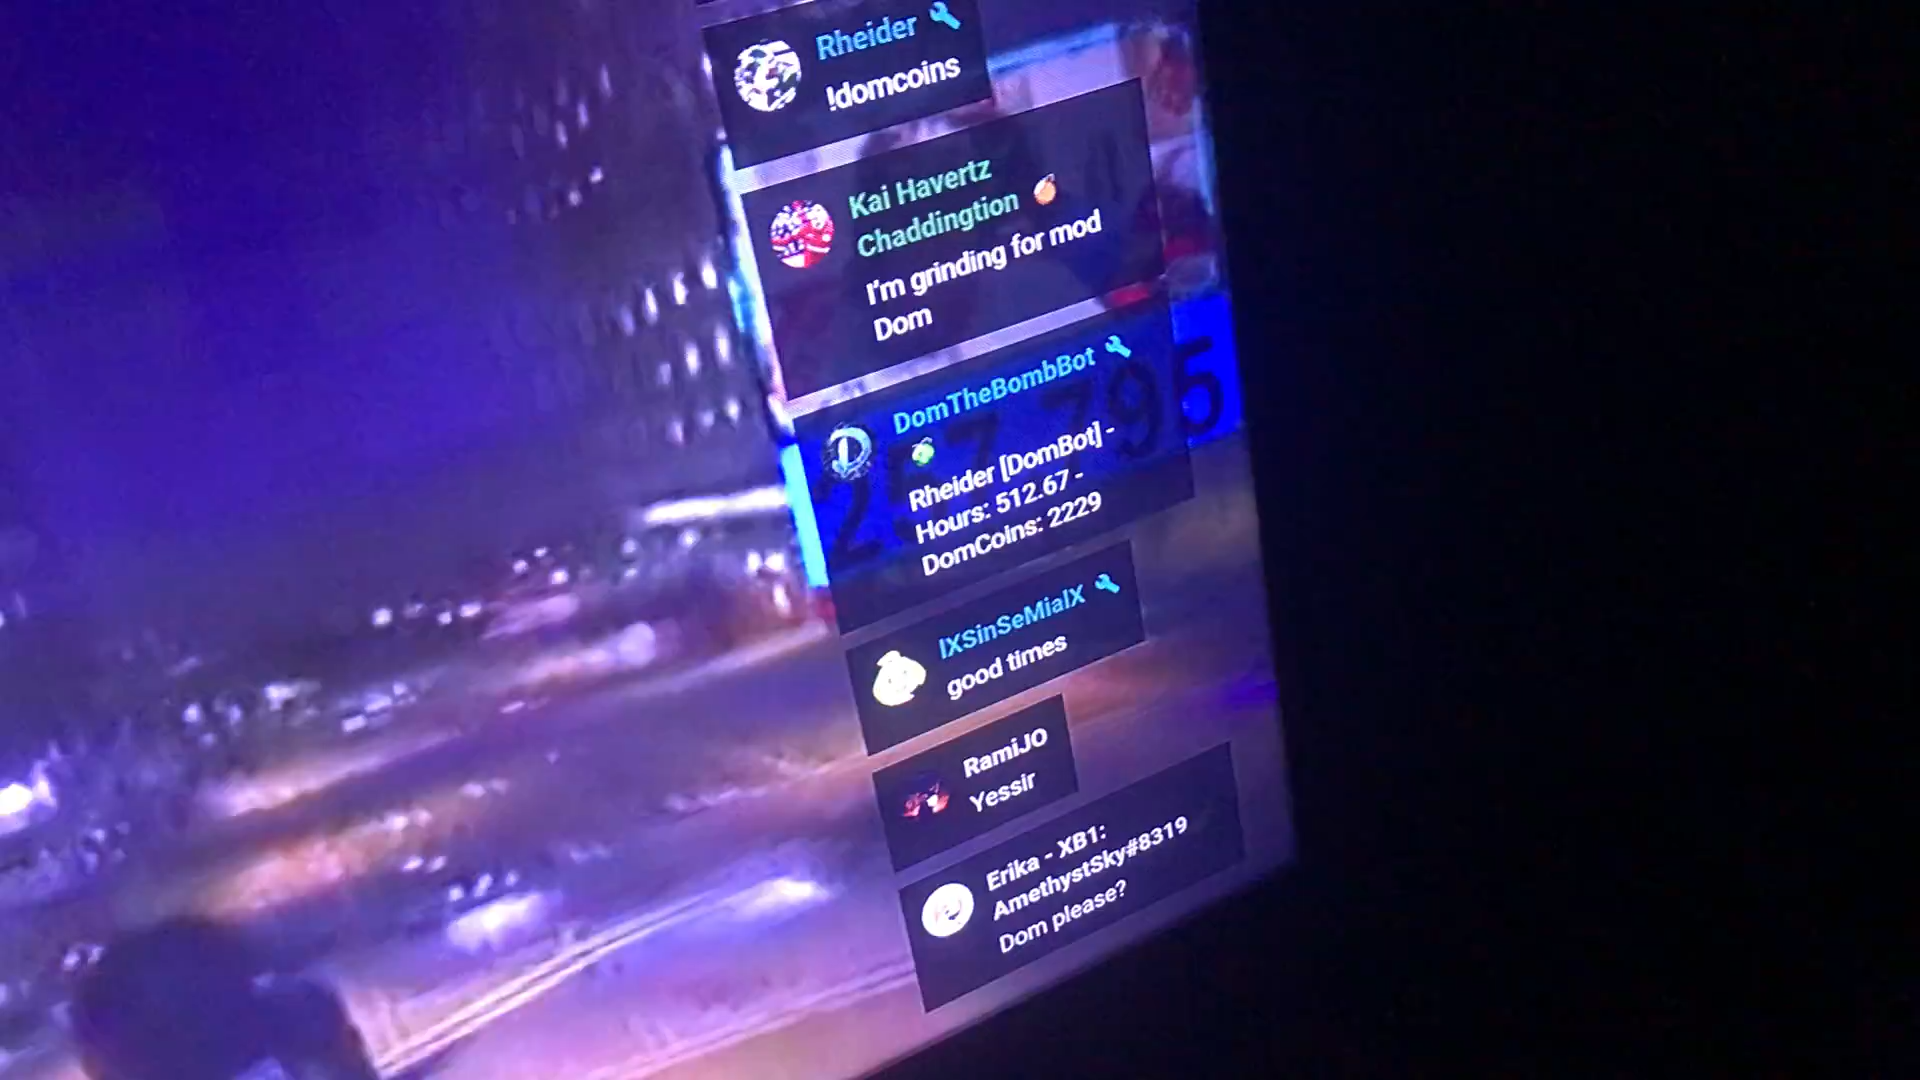 Rheider
!domcoins
Kai Havertz
Chaddingtion
I'm grinding for mod
Dom
DomTheBombBot
Rheider [DomBot] -
Hours: 512.67 -
DomCoins: 2229
IXSinSeMiaIX
good times
RamiJO
Yessir
Erika - XB1:
AmethystSky#8319
Dom please?